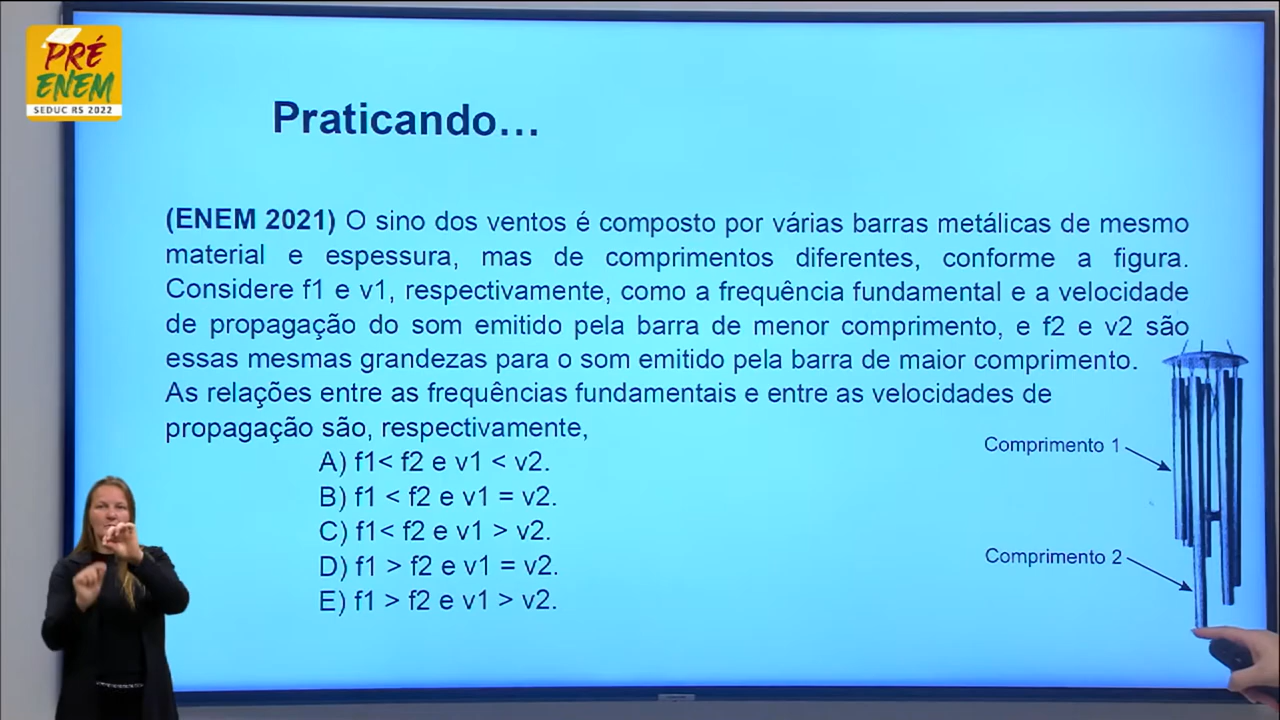 PRÉ
ENEM
SEDUC RS 2022
Praticando...
(ENEM 2021) O sino dos ventos é composto por várias barras metálicas de mesmo
material e espessura, mas de comprimentos diferentes, conforme a figura.
Considere f1 e v1, respectivamente, como a frequência fundamental e a velocidade
de propagação do som emitido pela barra de menor comprimento, e f2 e v2 são
essas mesmas grandezas para o som emitido pela barra de maior comprimento.
As relações entre as frequências fundamentais e entre as velocidades de
propagação são, respectivamente,
A) f1< f2 e v1 < v2.
B) f1 < f2 e v1 = v2.
C) f1< f2 e v1 > v2.
D) f1 > f2 e v1 = v2.
E) f1 > f2 e v1 > v2.
Comprimento 1
Comprimento 2